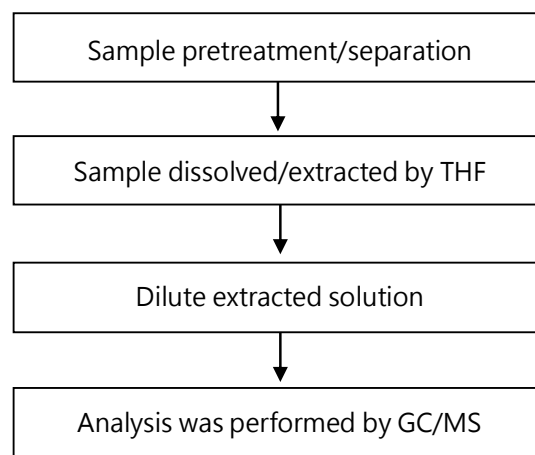 Sample pretreatment/separation
Sample dissolved/extracted by THF
Dilute extracted solution
Analysis was performed by GC/MS